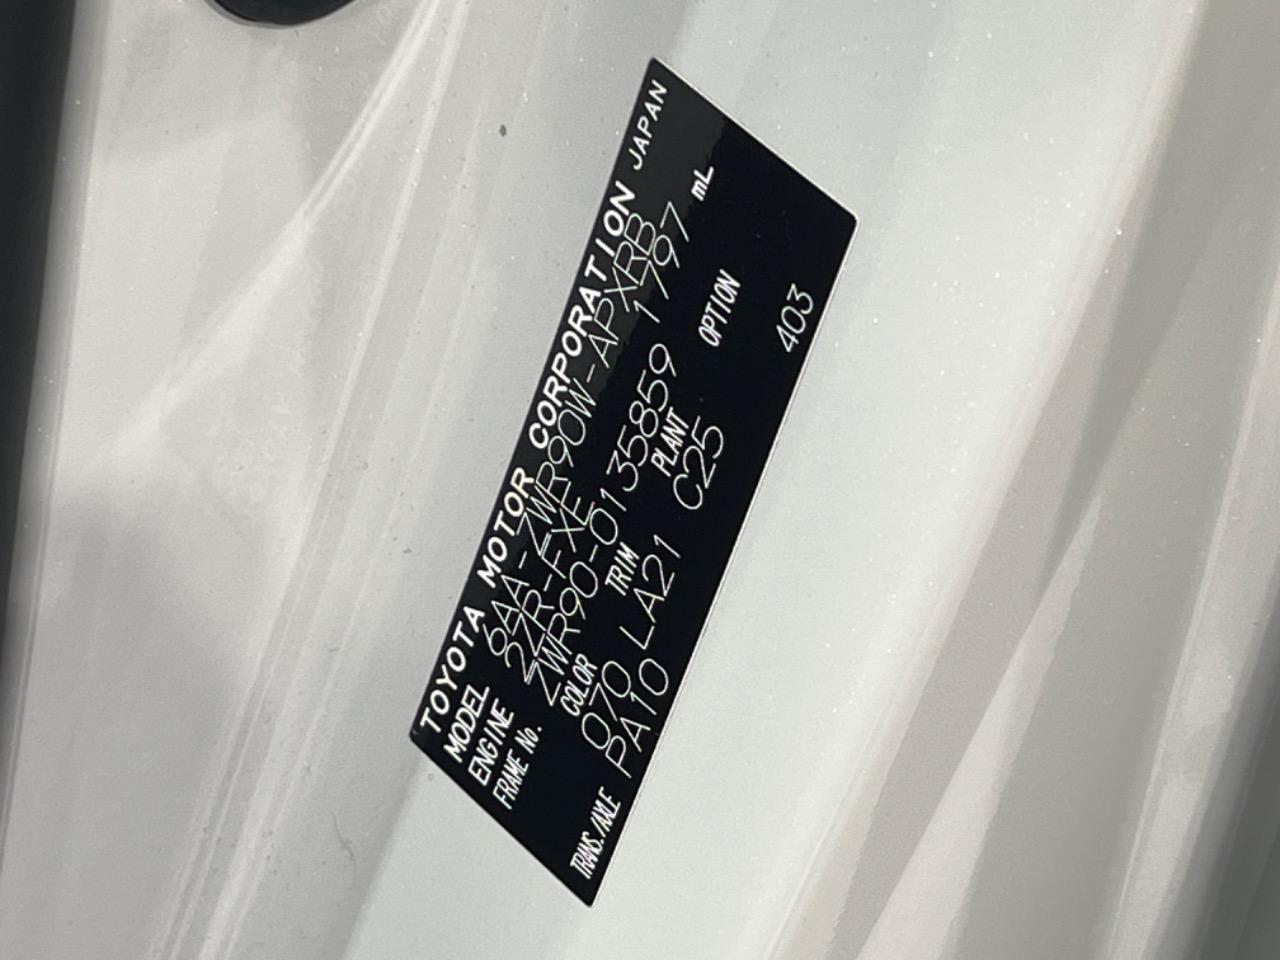 TOYOTA MOTOR CORPORATION JAPAN
MODEL 6AA-ZWR90W-APXRB
ENGINE 2ZR-FXE 1797 mL
FRAME No. ZWR90-0135859
COLOR TRIM PLANT OPTION
070 LA21 C25
TRANS./AXLE PA10 403